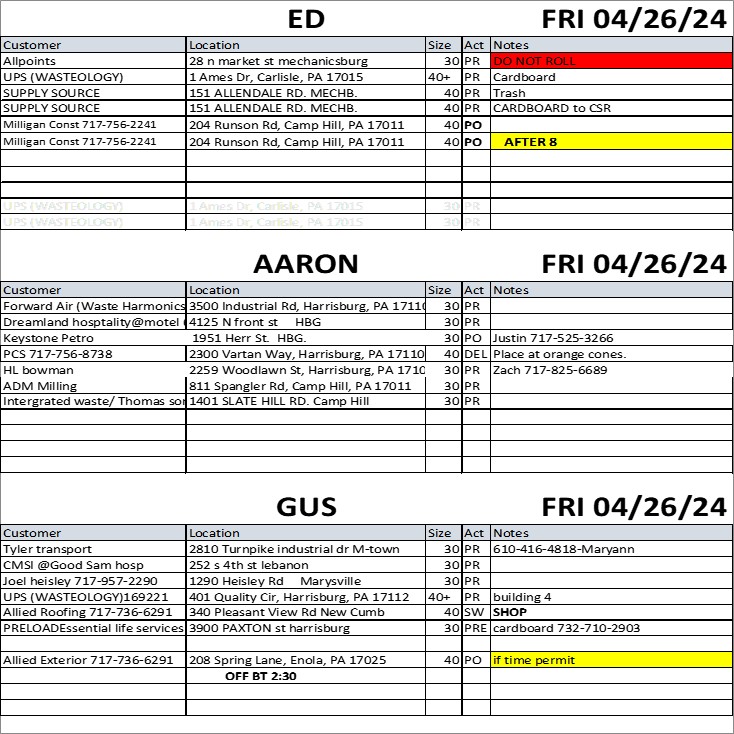 ED FRI 04/26/24
Customer Location Size Act Notes
Allpoints 28 n market st mechanicsburg 30 PR DO NOT ROLL
UPS (WASTEOLOGY) 1 Ames Dr, Carlisle, PA 17015 40+ PR Cardboard
SUPPLY SOURCE 151 ALLENDALE RD. MECHB. 40 PR Trash
SUPPLY SOURCE 151 ALLENDALE RD. MECHB. 40 PR CARDBOARD to CSR
Milligan Const 717-756-2241 204 Runson Rd, Camp Hill, PA 17011 40 PO
Milligan Const 717-756-2241 204 Runson Rd, Camp Hill, PA 17011 40 PO AFTER 8
UPS (WASTEOLOGY) 1 Ames Dr, Carlisle, PA 17015 30 PR
UPS (WASTEOLOGY) 1 Ames Dr, Carlisle, PA 17015 30 PR
AARON FRI 04/26/24
Customer Location Size Act Notes
Forward Air (Waste Harmonics 3500 Industrial Rd, Harrisburg, PA 17110 30 PR
Dreamland hosptality@motel 4125 N front st HBG 30 PR
Keystone Petro 1951 Herr St. HBG. 30 PO Justin 717-525-3266
PCS 717-756-8738 2300 Vartan Way, Harrisburg, PA 17110 40 DEL Place at orange cones.
HL bowman 2259 Woodlawn St, Harrisburg, PA 1710 30 PR Zach 717-825-6689
ADM Milling 811 Spangler Rd, Camp Hill, PA 17011 30 PR
Intergrated waste/ Thomas sor 1401 SLATE HILL RD. Camp Hill 30 PR
GUS FRI 04/26/24
Customer Location Size Act Notes
Tyler transport 2810 Turnpike industrial dr M-town 30 PR 610-416-4818-Maryann
CMSI @Good Sam hosp 252 s 4th st lebanon 30 PR
Joel heisley 717-957-2290 1290 Heisley Rd Marysville 30 PR
UPS (WASTEOLOGY)169221 401 Quality Cir, Harrisburg, PA 17112 40+ PR building 4
Allied Roofing 717-736-6291 340 Pleasant View Rd New Cumb 40 SW SHOP
PRELOADEssential life services 3900 PAXTON st harrisburg 30 PRE cardboard 732-710-2903
Allied Exterior 717-736-6291 208 Spring Lane, Enola, PA 17025 40 PO if time permit
OFF BT 2:30